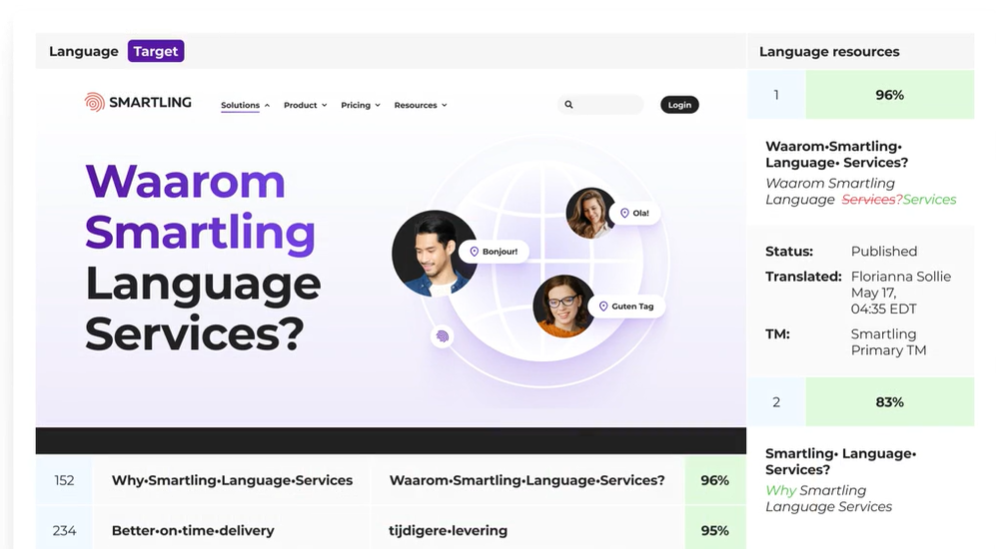 Language Target
SMARTLING Solutions Product Pricing Resources Login
Waarom
Smartling
Language
Services?
Ola!
Bonjour!
Guten Tag
152 Why•Smartling•Language•Services Waarom•Smartling•Language•Services? 96%
234 Better•on•time•delivery tijdigere•levering 95%
Language resources
1 96%
Waarom•Smartling•
Language• Services?
Waarom Smartling
Language Services?Services
Status: Published
Translated: Florianna Sollie
May 17,
04:35 EDT
TM: Smartling
Primary TM
2 83%
Smartling• Language•
Services?
Why Smartling
Language Services